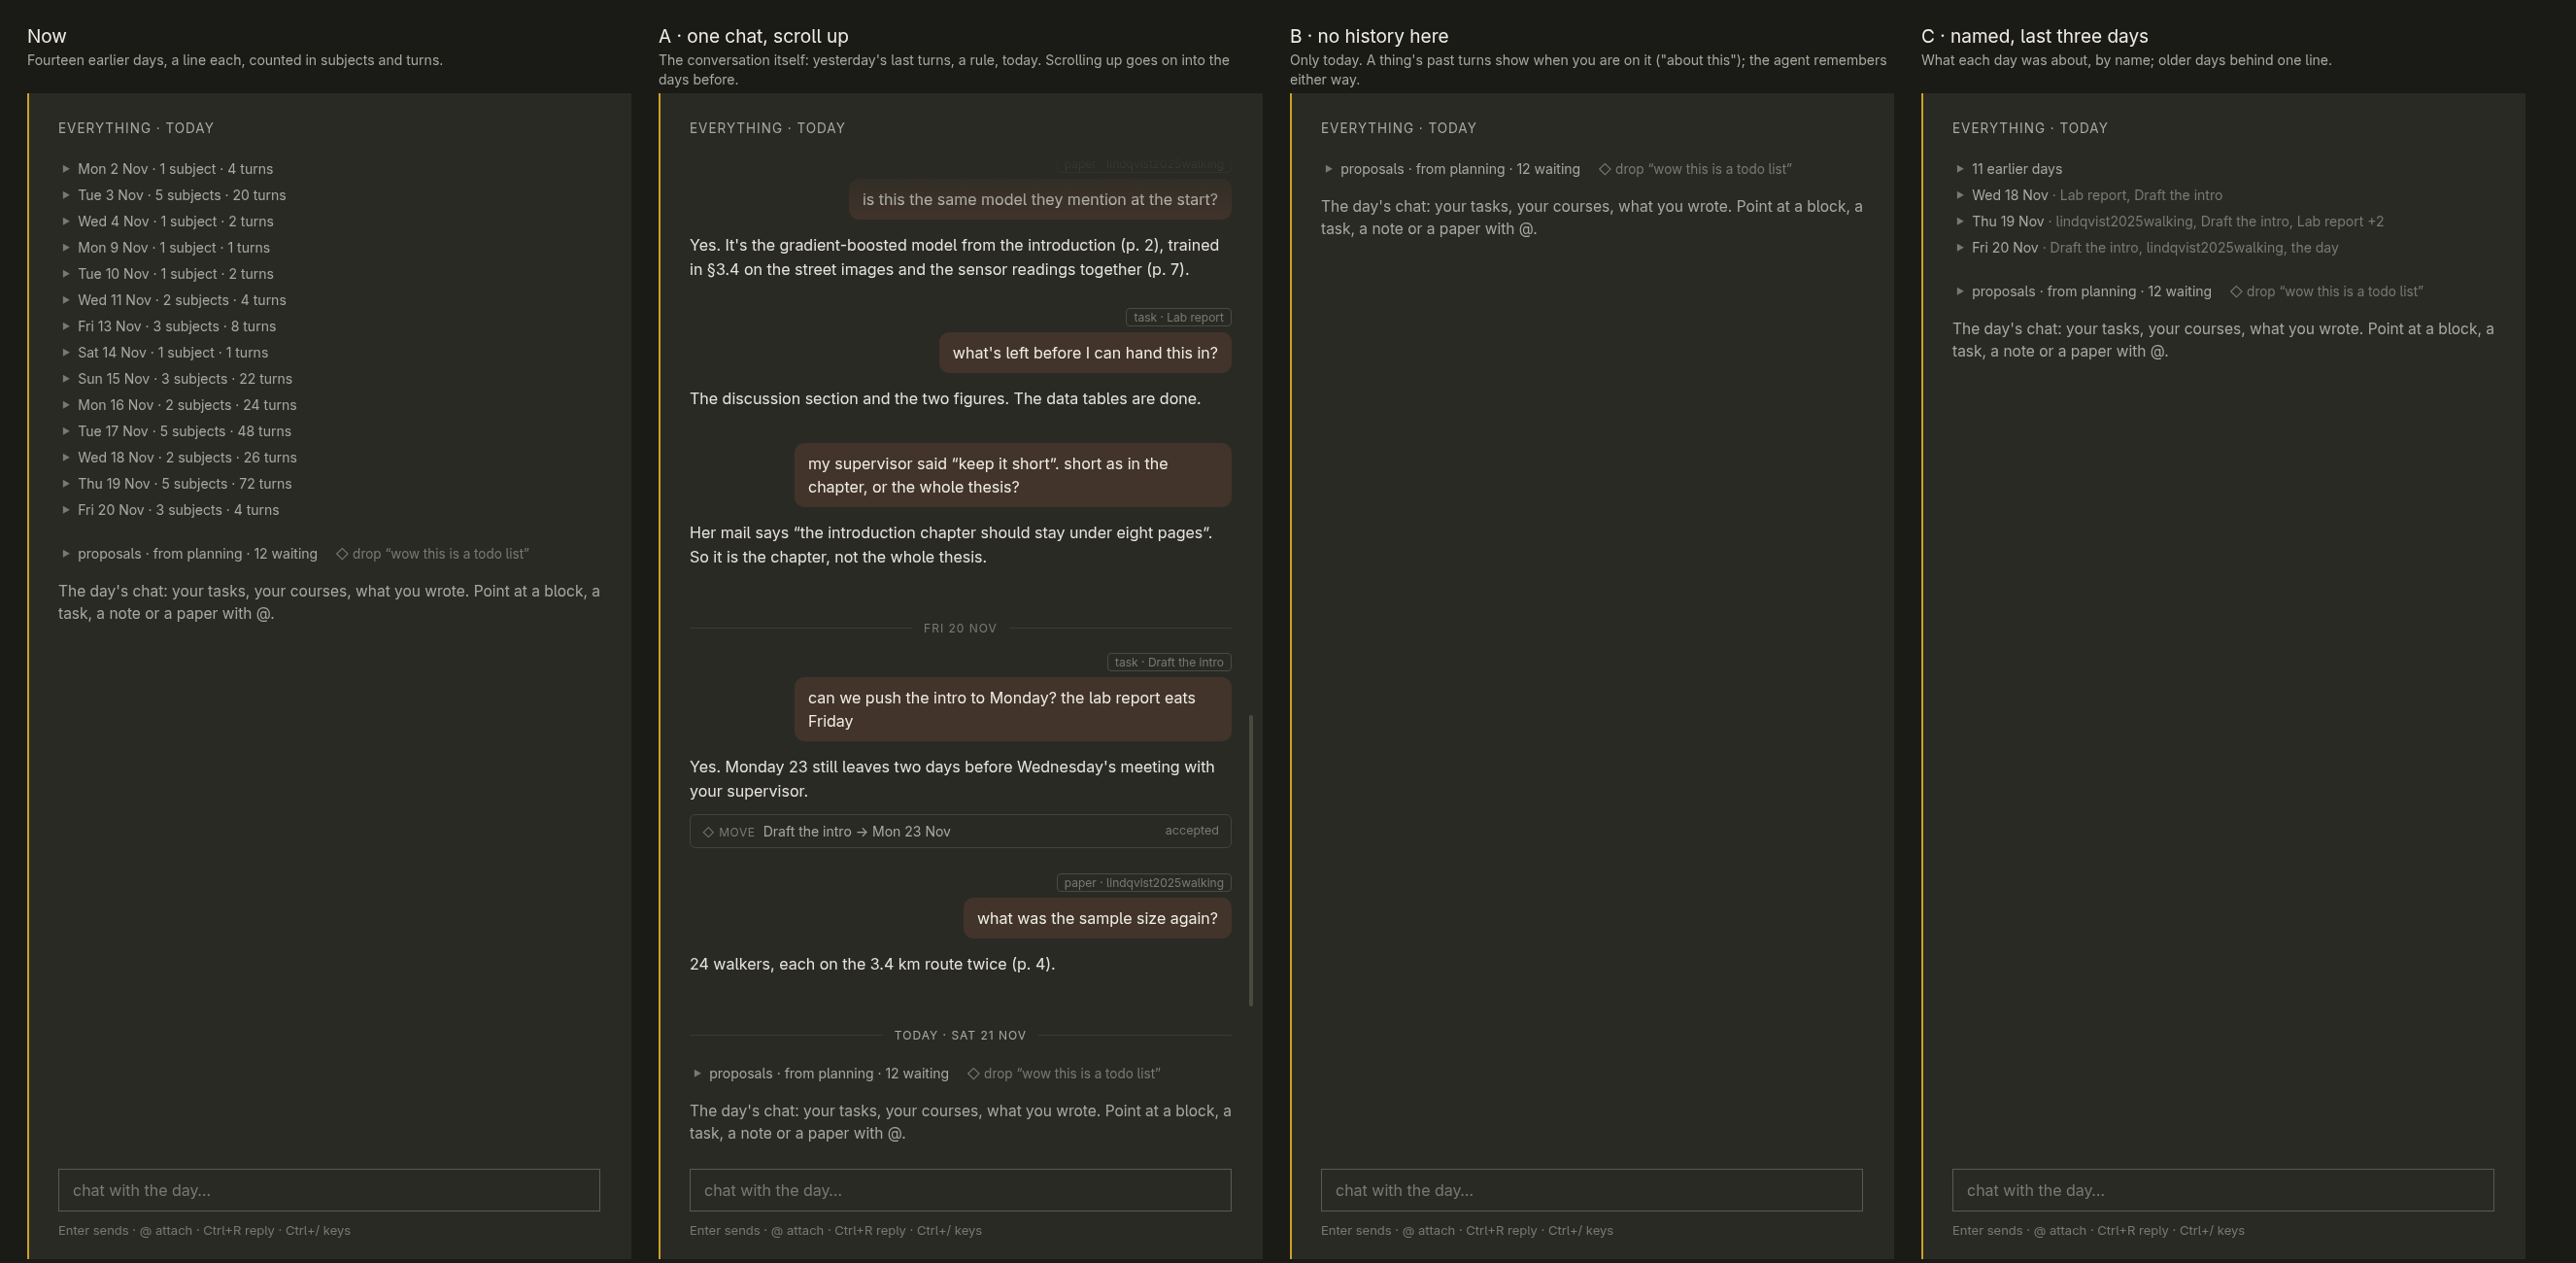 Now
Fourteen earlier days, a line each, counted in subjects and turns.
EVERYTHING · TODAY
▸ Mon 2 Nov · 1 subject · 4 turns
▸ Tue 3 Nov · 5 subjects · 20 turns
▸ Wed 4 Nov · 1 subject · 2 turns
▸ Mon 9 Nov · 1 subject · 1 turns
▸ Tue 10 Nov · 1 subject · 2 turns
▸ Wed 11 Nov · 2 subjects · 4 turns
▸ Fri 13 Nov · 3 subjects · 8 turns
▸ Sat 14 Nov · 1 subject · 1 turns
▸ Sun 15 Nov · 3 subjects · 22 turns
▸ Mon 16 Nov · 2 subjects · 24 turns
▸ Tue 17 Nov · 5 subjects · 48 turns
▸ Wed 18 Nov · 2 subjects · 26 turns
▸ Thu 19 Nov · 5 subjects · 72 turns
▸ Fri 20 Nov · 3 subjects · 4 turns
▸ proposals · from planning · 12 waiting ◇ drop “wow this is a todo list”
The day's chat: your tasks, your courses, what you wrote. Point at a block, a
task, a note or a paper with @.
chat with the day...
Enter sends · @ attach · Ctrl+R reply · Ctrl+/ keys
A · one chat, scroll up
The conversation itself: yesterday's last turns, a rule, today. Scrolling up goes on into the
days before.
EVERYTHING · TODAY
paper · lindqvist2025walking
is this the same model they mention at the start?
Yes. It's the gradient-boosted model from the introduction (p. 2), trained
in §3.4 on the street images and the sensor readings together (p. 7).
task · Lab report
what's left before I can hand this in?
The discussion section and the two figures. The data tables are done.
my supervisor said “keep it short”. short as in the
chapter, or the whole thesis?
Her mail says “the introduction chapter should stay under eight pages”.
So it is the chapter, not the whole thesis.
FRI 20 NOV
task · Draft the intro
can we push the intro to Monday? the lab report eats
Friday
Yes. Monday 23 still leaves two days before Wednesday's meeting with
your supervisor.
◇ MOVE Draft the intro → Mon 23 Nov accepted
paper · lindqvist2025walking
what was the sample size again?
24 walkers, each on the 3.4 km route twice (p. 4).
TODAY · SAT 21 NOV
▸ proposals · from planning · 12 waiting ◇ drop “wow this is a todo list”
The day's chat: your tasks, your courses, what you wrote. Point at a block, a
task, a note or a paper with @.
chat with the day...
Enter sends · @ attach · Ctrl+R reply · Ctrl+/ keys
B · no history here
Only today. A thing's past turns show when you are on it ("about this"); the agent remembers
either way.
EVERYTHING · TODAY
▸ proposals · from planning · 12 waiting ◇ drop “wow this is a todo list”
The day's chat: your tasks, your courses, what you wrote. Point at a block, a
task, a note or a paper with @.
chat with the day...
Enter sends · @ attach · Ctrl+R reply · Ctrl+/ keys
C · named, last three days
What each day was about, by name; older days behind one line.
EVERYTHING · TODAY
▸ 11 earlier days
▸ Wed 18 Nov · Lab report, Draft the intro
▸ Thu 19 Nov · lindqvist2025walking, Draft the intro, Lab report +2
▸ Fri 20 Nov · Draft the intro, lindqvist2025walking, the day
▸ proposals · from planning · 12 waiting ◇ drop “wow this is a todo list”
The day's chat: your tasks, your courses, what you wrote. Point at a block, a
task, a note or a paper with @.
chat with the day...
Enter sends · @ attach · Ctrl+R reply · Ctrl+/ keys